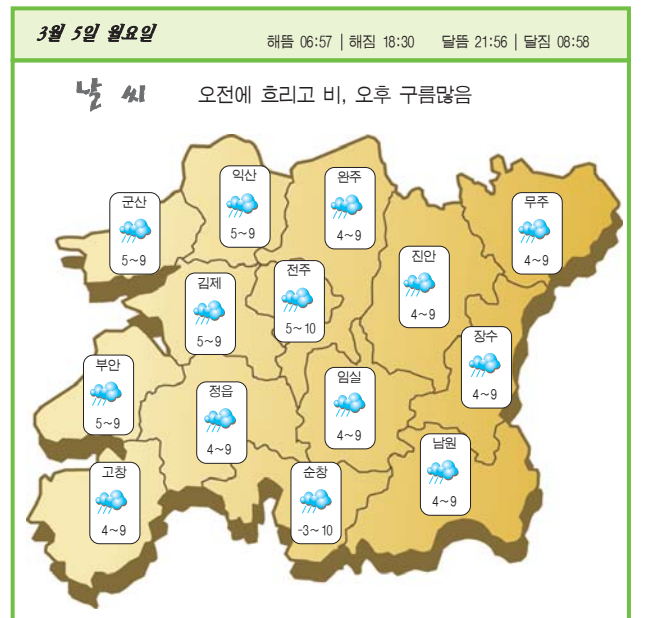 3월 5일 월요일
해뜸 06:57 | 해짐 18:30 달뜸 21:56 | 달짐 08:58
날 씨
오전에 흐리고 비, 오후 구름많음
익산
5~9
완주
4~9
군산
5~9
무주
4~9
진안
4~9
전주
5~10
김제
5~9
장수
4~9
부안
5~9
임실
4~9
정읍
4~9
남원
4~9
고창
4~9
순창
-3~10